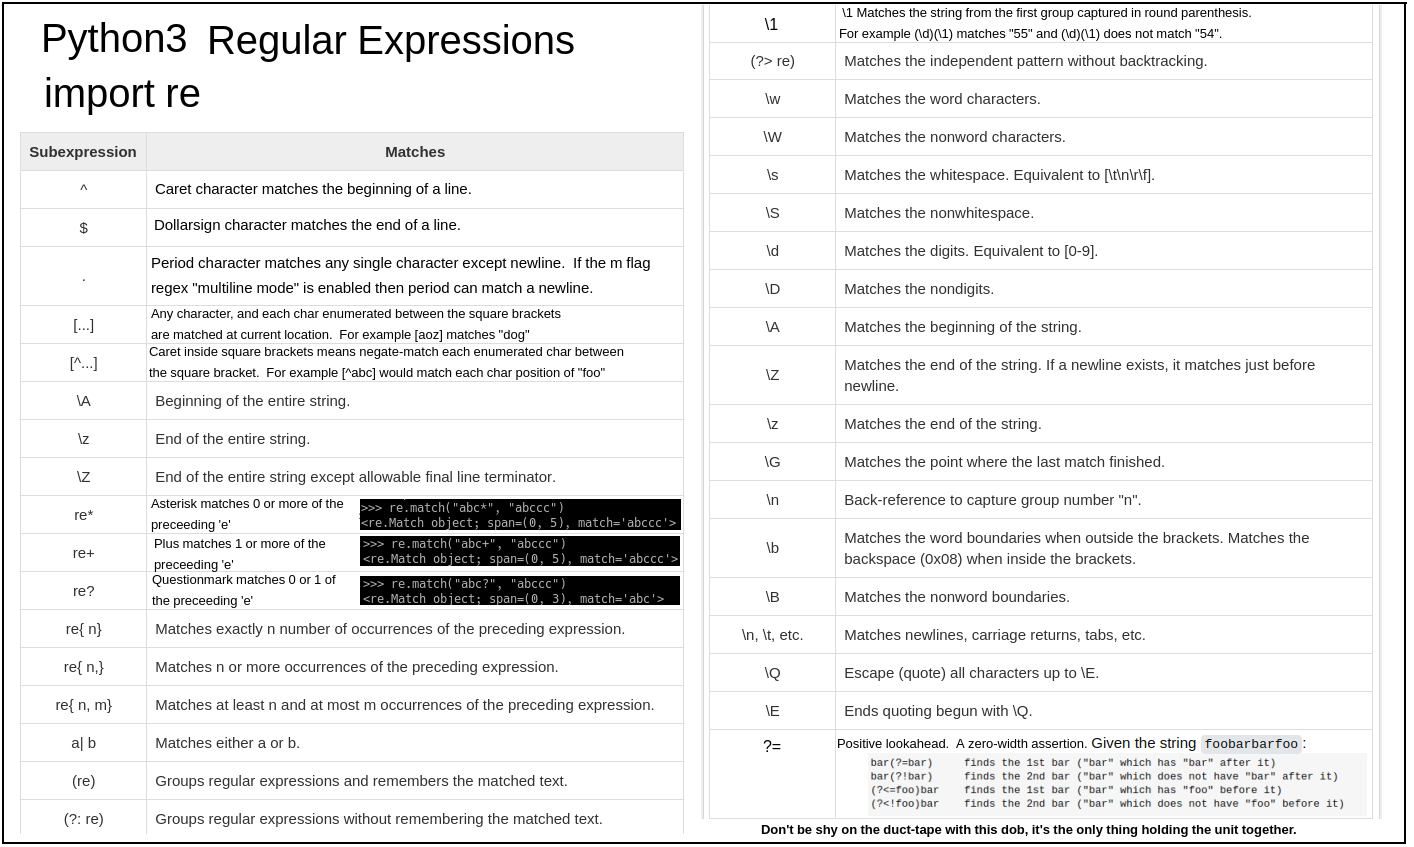 Python3 Regular Expressions
import re
Subexpression Matches
^ Caret character matches the beginning of a line.
$ Dollarsign character matches the end of a line.
. Period character matches any single character except newline. If the m flag
regex "multiline mode" is enabled then period can match a newline.
[...] Any character, and each char enumerated between the square brackets
are matched at current location. For example [aoz] matches "dog"
[^...] Caret inside square brackets means negate-match each enumerated char between
the square bracket. For example [^abc] would match each char position of "foo"
\A Beginning of the entire string.
\z End of the entire string.
\Z End of the entire string except allowable final line terminator.
re* Asterisk matches 0 or more of the
preceeding 'e'
>>> re.match("abc*", "abccc")
<re.Match object; span=(0, 5), match='abccc'>
re+ Plus matches 1 or more of the
preceeding 'e'
>>> re.match("abc+", "abccc")
<re.Match object; span=(0, 5), match='abccc'>
re? Questionmark matches 0 or 1 of
the preceeding 'e'
>>> re.match("abc?", "abccc")
<re.Match object; span=(0, 3), match='abc'>
re{ n} Matches exactly n number of occurrences of the preceding expression.
re{ n,} Matches n or more occurrences of the preceding expression.
re{ n, m} Matches at least n and at most m occurrences of the preceding expression.
a| b Matches either a or b.
(re) Groups regular expressions and remembers the matched text.
(?: re) Groups regular expressions without remembering the matched text.
\1 \1 Matches the string from the first group captured in round parenthesis.
For example (\d)(\1) matches "55" and (\d)(\1) does not match "54".
(?> re) Matches the independent pattern without backtracking.
\w Matches the word characters.
\W Matches the nonword characters.
\s Matches the whitespace. Equivalent to [\t\n\r\f].
\S Matches the nonwhitespace.
\d Matches the digits. Equivalent to [0-9].
\D Matches the nondigits.
\A Matches the beginning of the string.
\Z Matches the end of the string. If a newline exists, it matches just before
newline.
\z Matches the end of the string.
\G Matches the point where the last match finished.
\n Back-reference to capture group number "n".
\b Matches the word boundaries when outside the brackets. Matches the
backspace (0x08) when inside the brackets.
\B Matches the nonword boundaries.
\n, \t, etc. Matches newlines, carriage returns, tabs, etc.
\Q Escape (quote) all characters up to \E.
\E Ends quoting begun with \Q.
?= Positive lookahead. A zero-width assertion. Given the string foobarbarfoo :
bar(?=bar) finds the 1st bar ("bar" which has "bar" after it)
bar(?!bar) finds the 2nd bar ("bar" which does not have "bar" after it)
(?<=foo)bar finds the 1st bar ("bar" which has "foo" before it)
(?<!foo)bar finds the 2nd bar ("bar" which does not have "foo" before it)
Don't be shy on the duct-tape with this dob, it's the only thing holding the unit together.